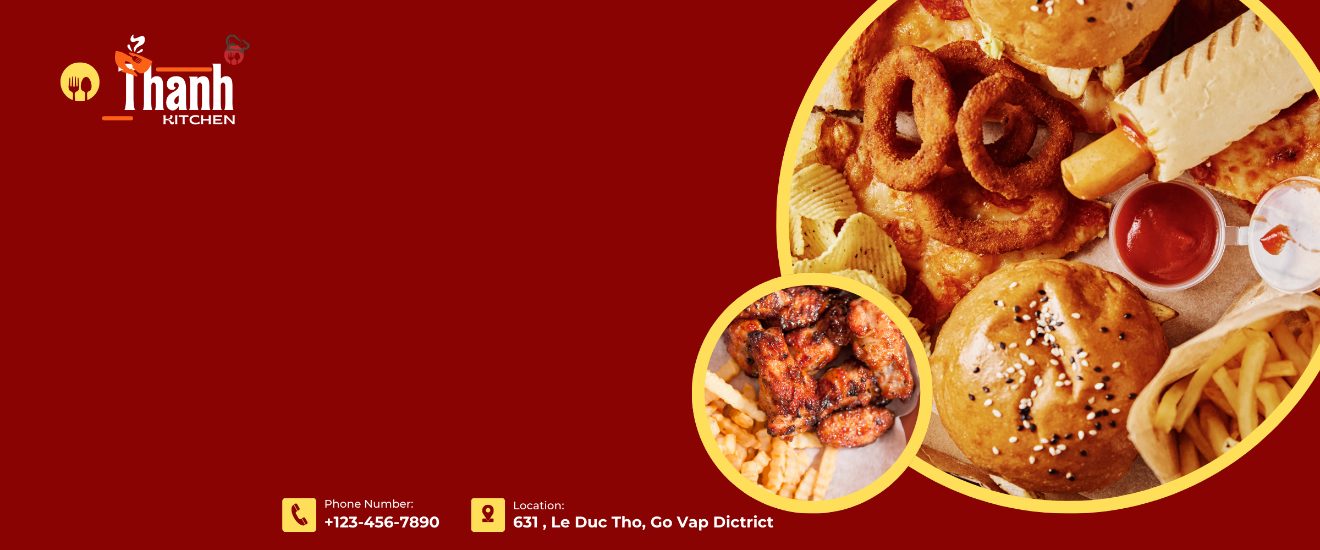 Thanh
KITCHEN
Phone Number:
+123-456-7890
Location:
631 , Le Duc Tho, Go Vap Dictrict